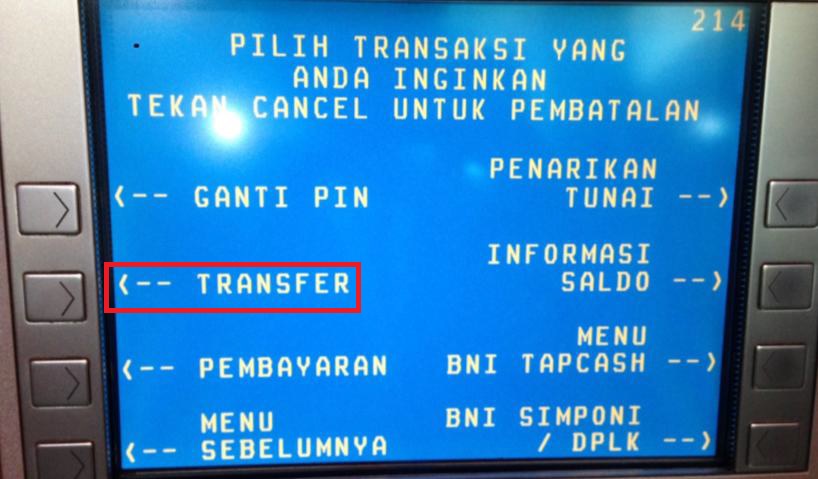 214
PILIH TRANSAKSI YANG
ANDA INGINKAN
TEKAN CANCEL UNTUK PEMBATALAN
<-- GANTI PIN
PENARIKAN
TUNAI -->
<-- TRANSFER
INFORMASI
SALDO -->
<-- PEMBAYARAN
MENU
BNI TAPCASH -->
MENU
<-- SEBELUMNYA
BNI SIMPONI
/ DPLK -->